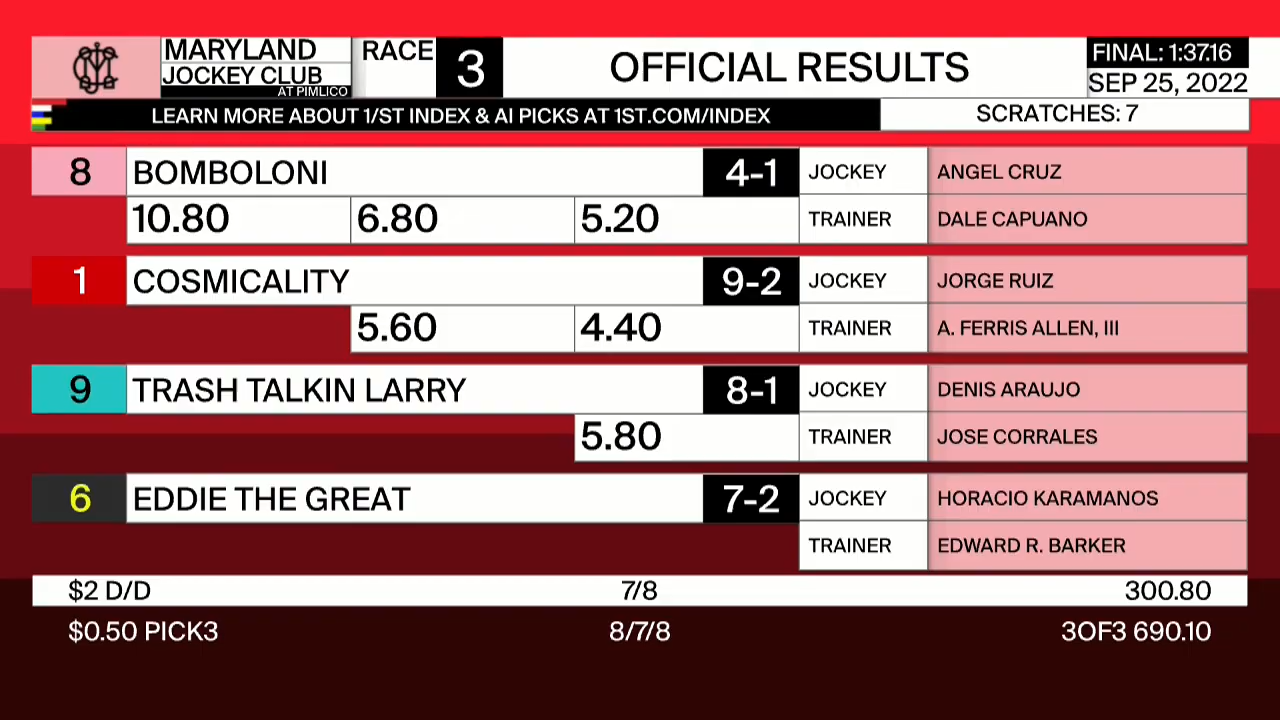 MARYLAND
JOCKEY CLUB
AT PIMLICO
RACE 3
OFFICIAL RESULTS
FINAL: 1:37.16
SEP 25, 2022
LEARN MORE ABOUT 1/ST INDEX & AI PICKS AT 1ST.COM/INDEX
SCRATCHES: 7
8 BOMBOLONI 4-1 JOCKEY ANGEL CRUZ
10.80 6.80 5.20 TRAINER DALE CAPUANO
1 COSMICALITY 9-2 JOCKEY JORGE RUIZ
5.60 4.40 TRAINER A. FERRIS ALLEN, III
9 TRASH TALKIN LARRY 8-1 JOCKEY DENIS ARAUJO
5.80 TRAINER JOSE CORRALES
6 EDDIE THE GREAT 7-2 JOCKEY HORACIO KARAMANOS
TRAINER EDWARD R. BARKER
$2 D/D 7/8 300.80
$0.50 PICK3 8/7/8 3OF3 690.10